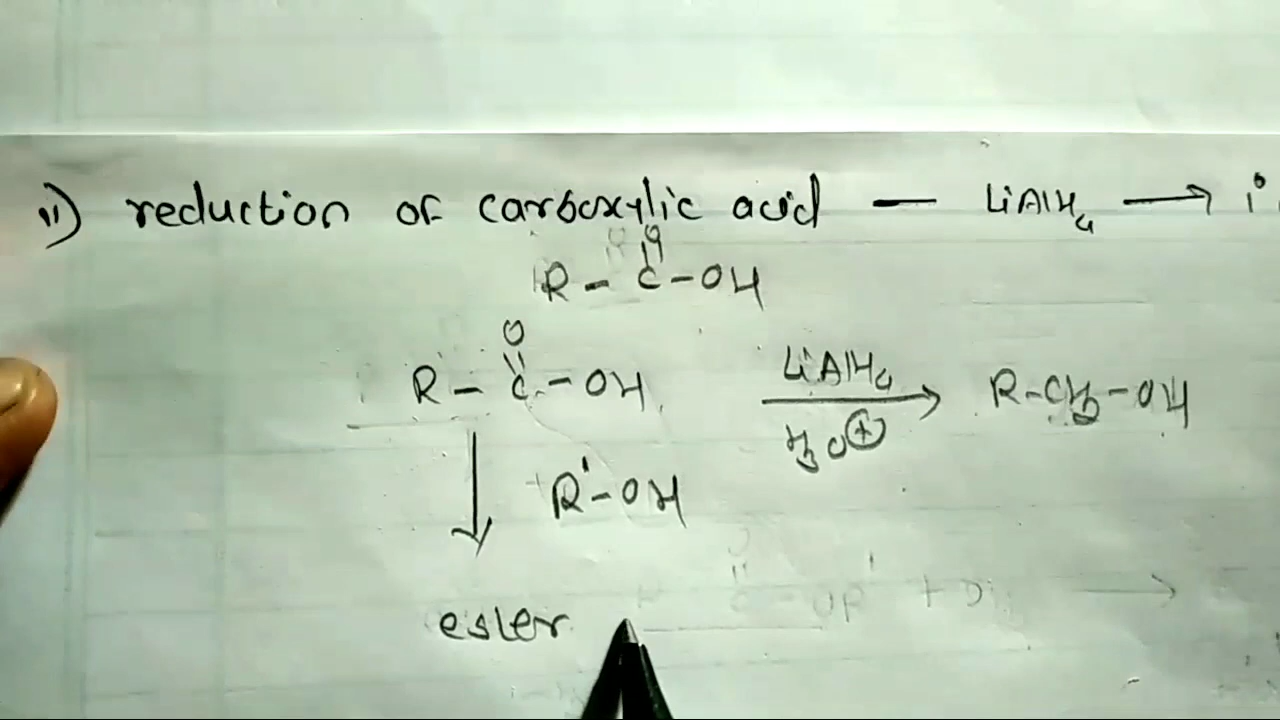 ii) reduction of carboxylic acid — LiAlH4 ⟶ i
O
R - C - OH
O
R - C - OH LiAlH4 ⟶ R-CH2-OH
H3O⊕
↓ R'-OH
ester